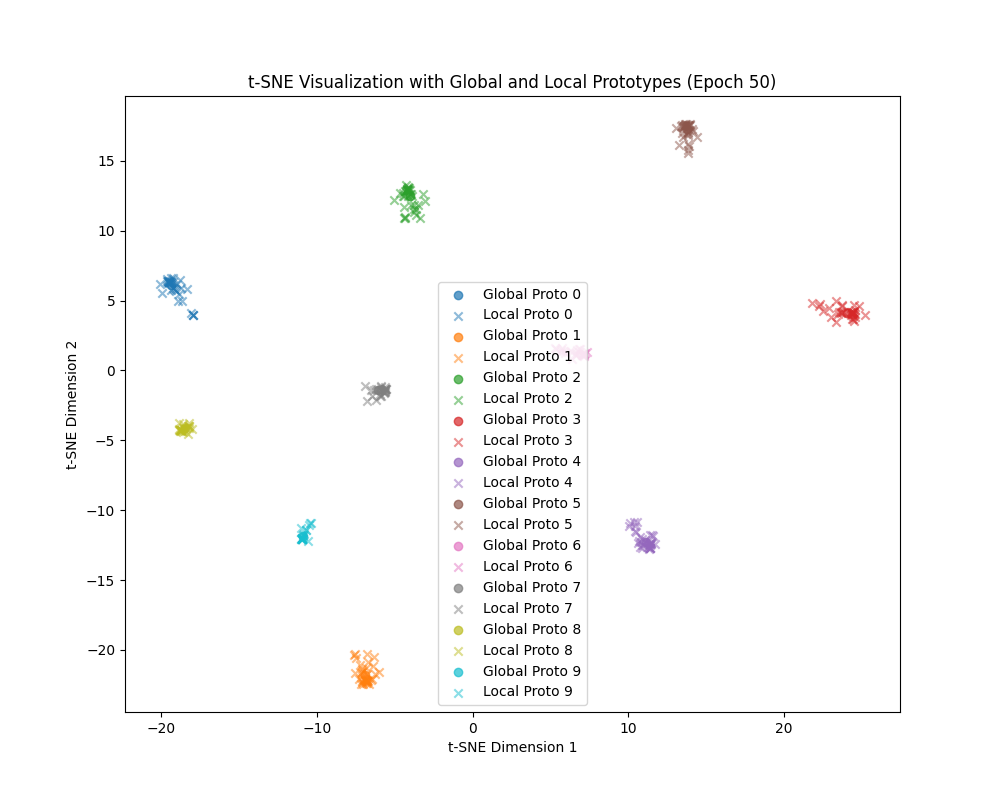 t-SNE Visualization with Global and Local Prototypes (Epoch 50)
t-SNE Dimension 2
15
10
5
0
−5
−10
−15
−20
Global Proto 0
Local Proto 0
Global Proto 1
Local Proto 1
Global Proto 2
Local Proto 2
Global Proto 3
Local Proto 3
Global Proto 4
Local Proto 4
Global Proto 5
Local Proto 5
Global Proto 6
Local Proto 6
Global Proto 7
Local Proto 7
Global Proto 8
Local Proto 8
Global Proto 9
Local Proto 9
−20 −10 0 10 20
t-SNE Dimension 1